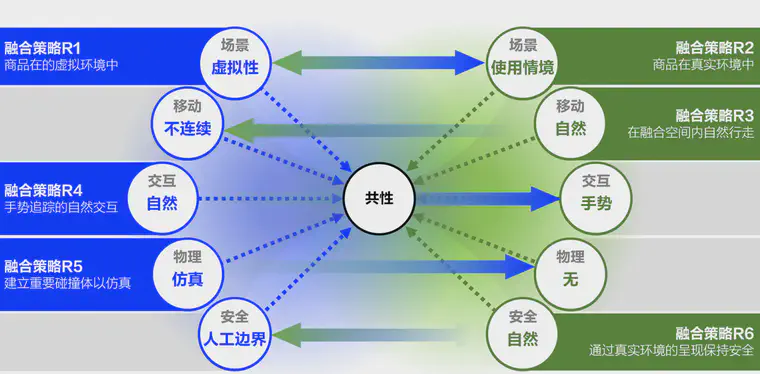 融合策略R1
商品在的虚拟环境中
场景
虚拟性
场景
使用情境
融合策略R2
商品在真实环境中
移动
不连续
移动
自然
融合策略R3
在融合空间内自然行走
融合策略R4
手势追踪的自然交互
交互
自然
共性
交互
手势
融合策略R5
建立重要碰撞体以仿真
物理
仿真
物理
无
安全
人工边界
安全
自然
融合策略R6
通过真实环境的呈现保持安全